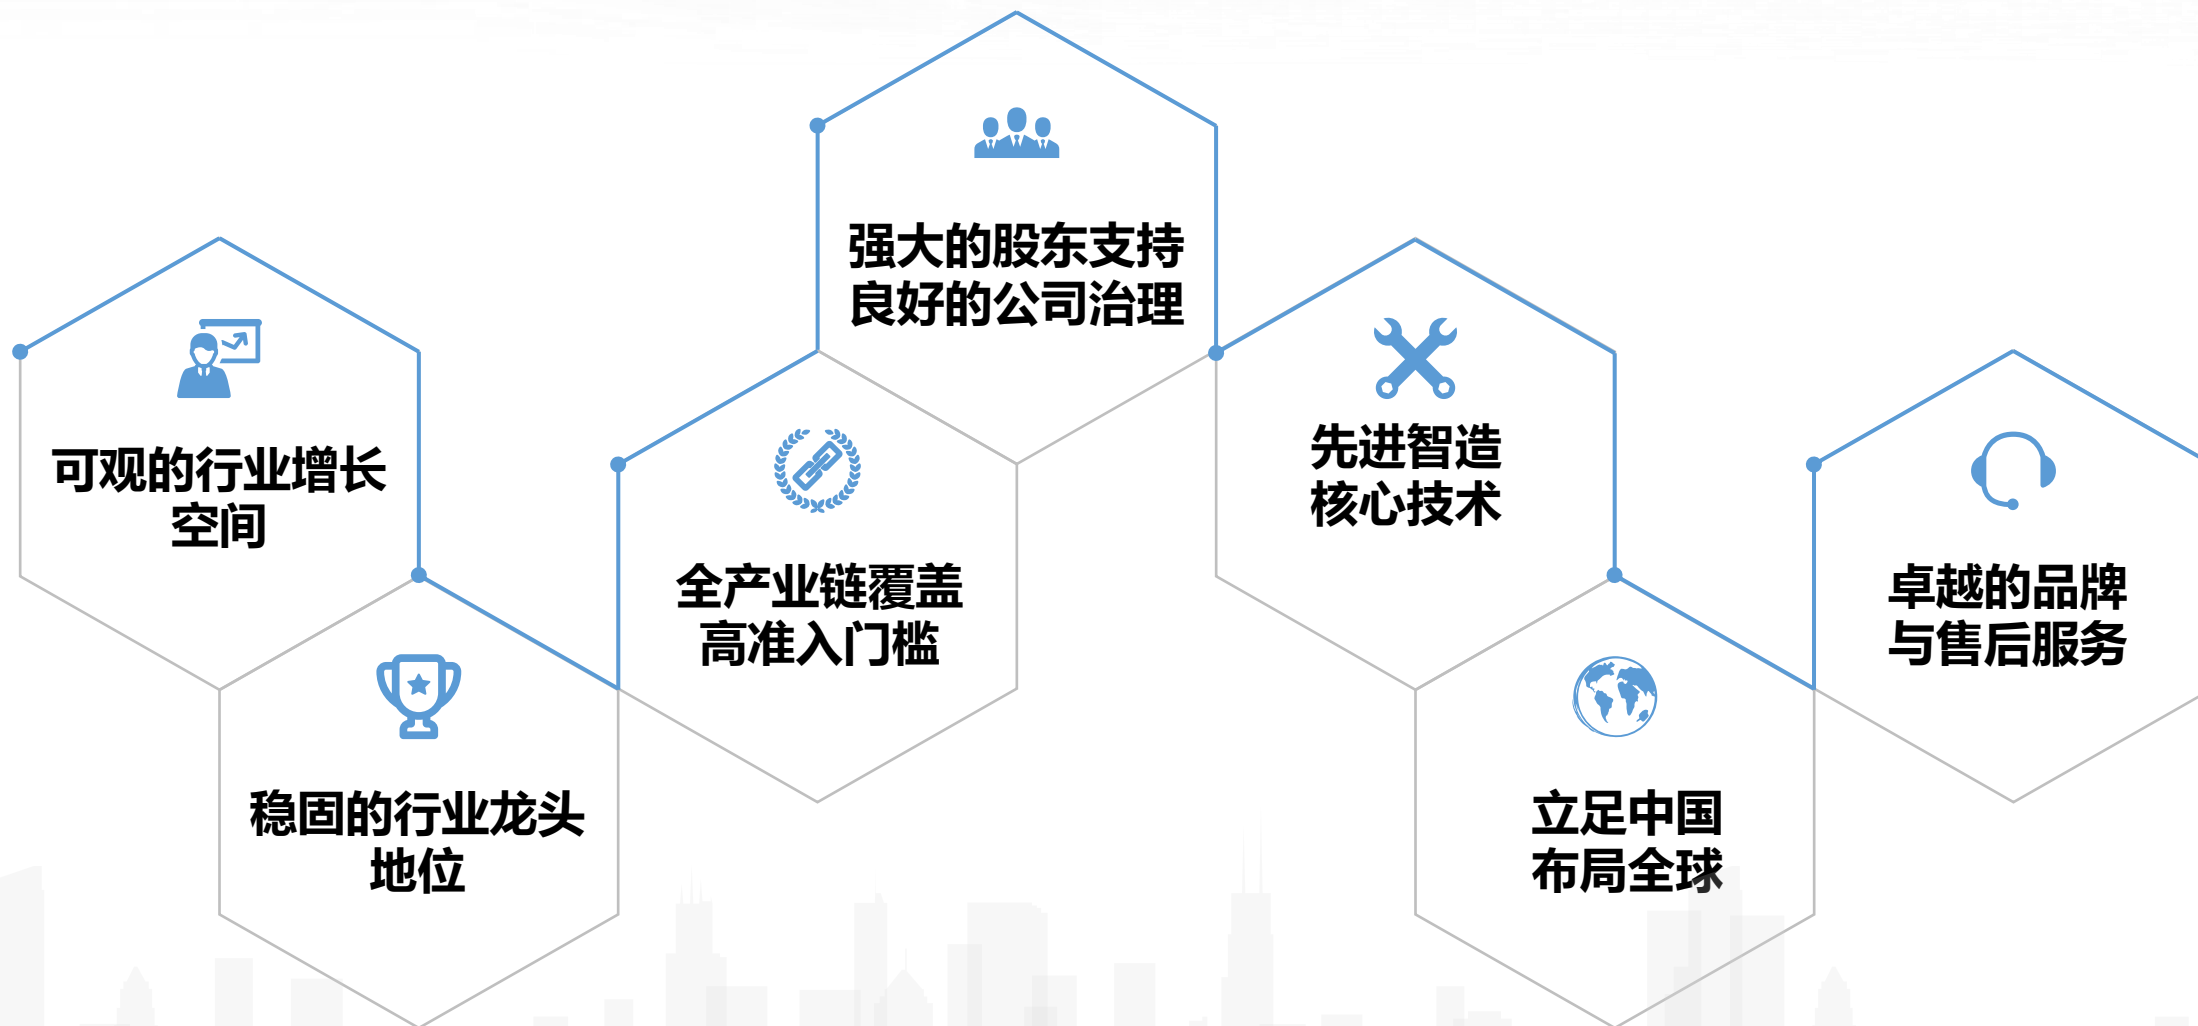 可观的行业增长
空间
稳固的行业龙头
地位
全产业链覆盖
高准入门槛
强大的股东支持
良好的公司治理
先进智造
核心技术
立足中国
布局全球
卓越的品牌
与售后服务